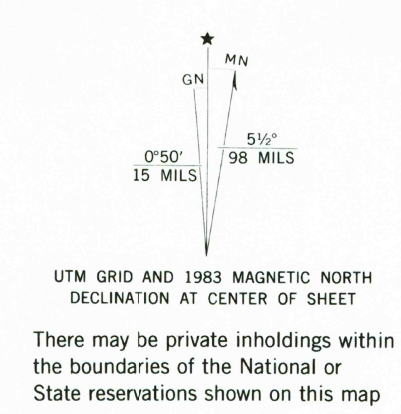 ★
MN
GN
5½°
98 MILS
0°50'
15 MILS
UTM GRID AND 1983 MAGNETIC NORTH
DECLINATION AT CENTER OF SHEET
There may be private inholdings within
the boundaries of the National or
State reservations shown on this map